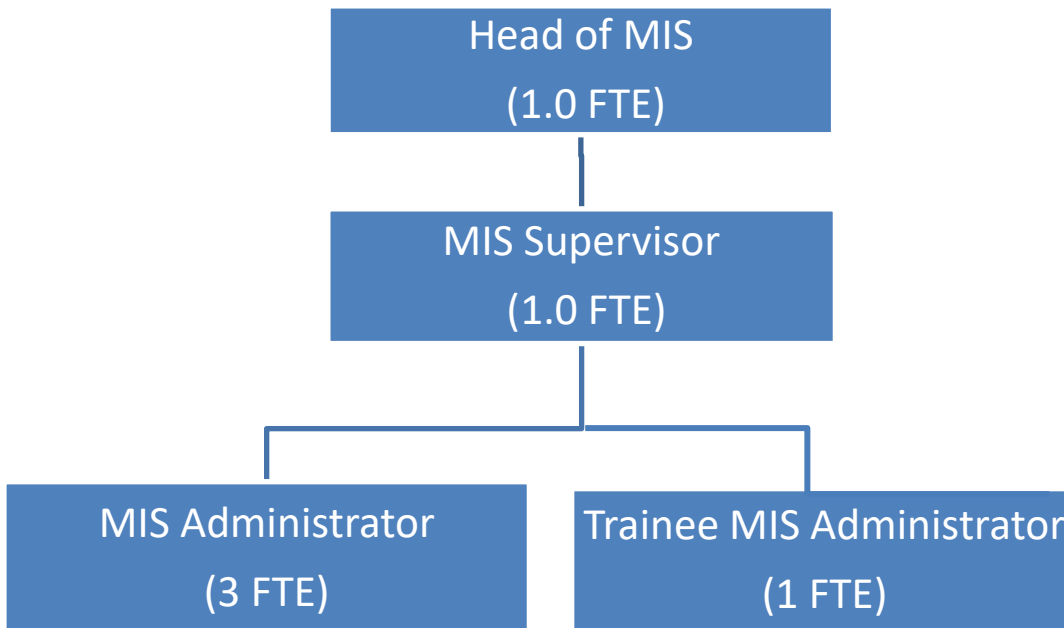 Head of MIS
(1.0 FTE)
MIS Supervisor
(1.0 FTE)
MIS Administrator
(3 FTE)
Trainee MIS Administrator
(1 FTE)